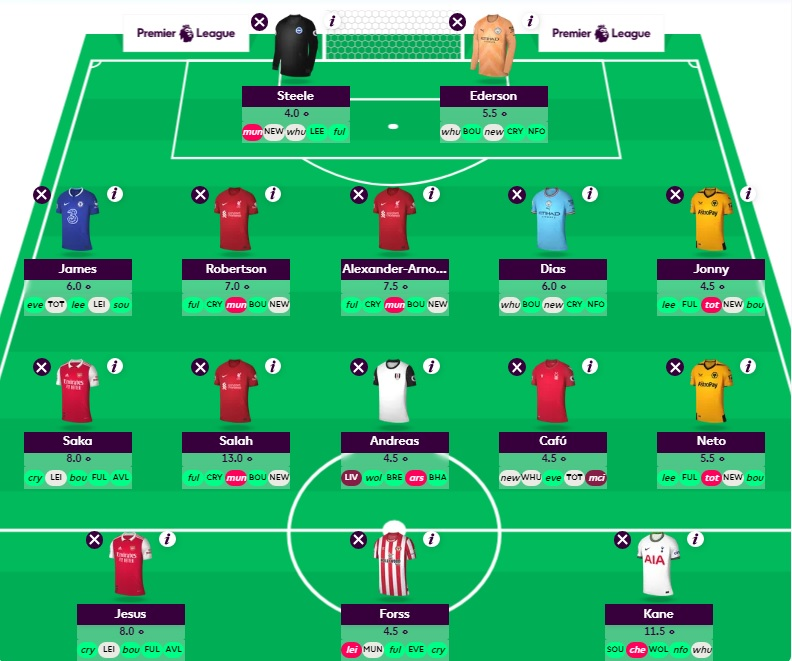 Premier League Premier League
Steele Ederson
4.0 5.5
mun NEW whu LEE ful whu BOU new CRY NFO
3 ETIHAD
James Robertson Alexander-Arno... Dias Jonny
6.0 7.0 7.5 6.0 4.5
eve TOT lee LEI sou ful CRY mun BOU NEW ful CRY mun BOU NEW whu BOU new CRY NFO lee FUL tot NEW bou
Saka Salah Andreas Cafú Neto
8.0 13.0 4.5 4.5 5.5
cry LEI bou FUL AVL ful CRY mun BOU NEW LIV wol BRE ars BHA new WHU eve TOT mci lee FUL tot NEW bou
AIA
Jesus Forss Kane
8.0 4.5 11.5
cry LEI bou FUL AVL lei MUN ful EVE cry SOU che WOL nfo whu